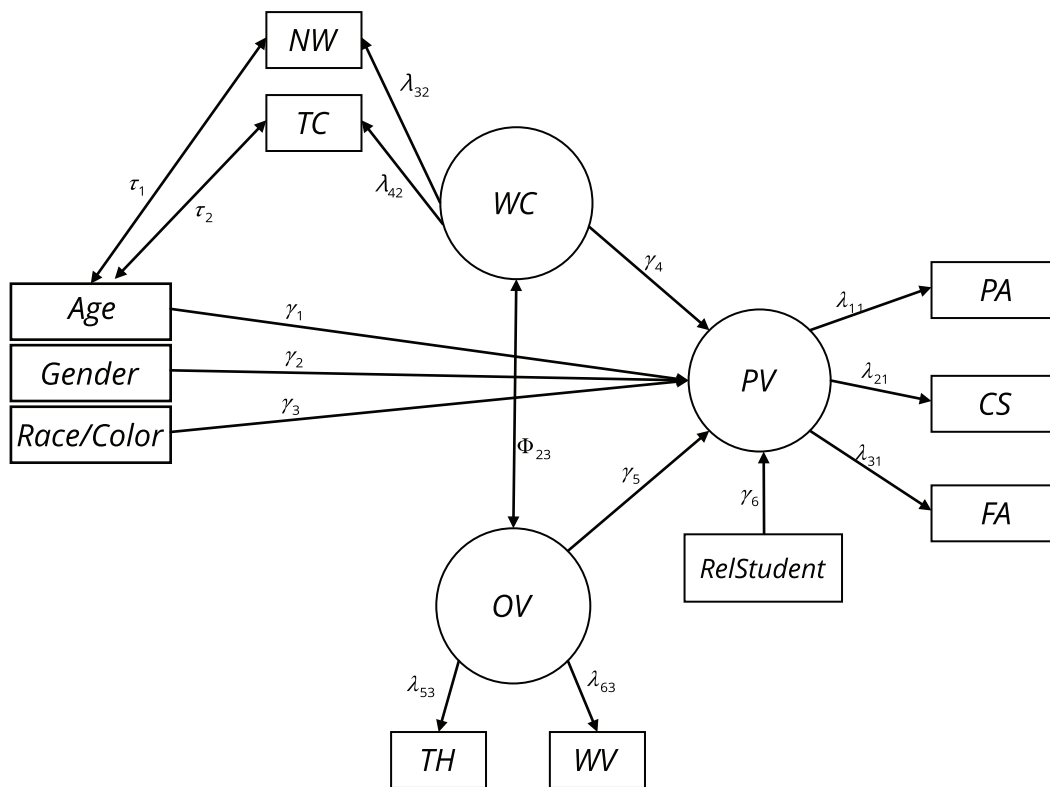 NW
λ32
TC
τ1
λ42
τ2
WC
γ4
Age
γ1
PA
λ11
Gender
γ2
PV
λ21
CS
Race/Color
γ3
Φ23
γ5
λ31
γ6
FA
RelStudent
OV
λ53
λ63
TH
WV